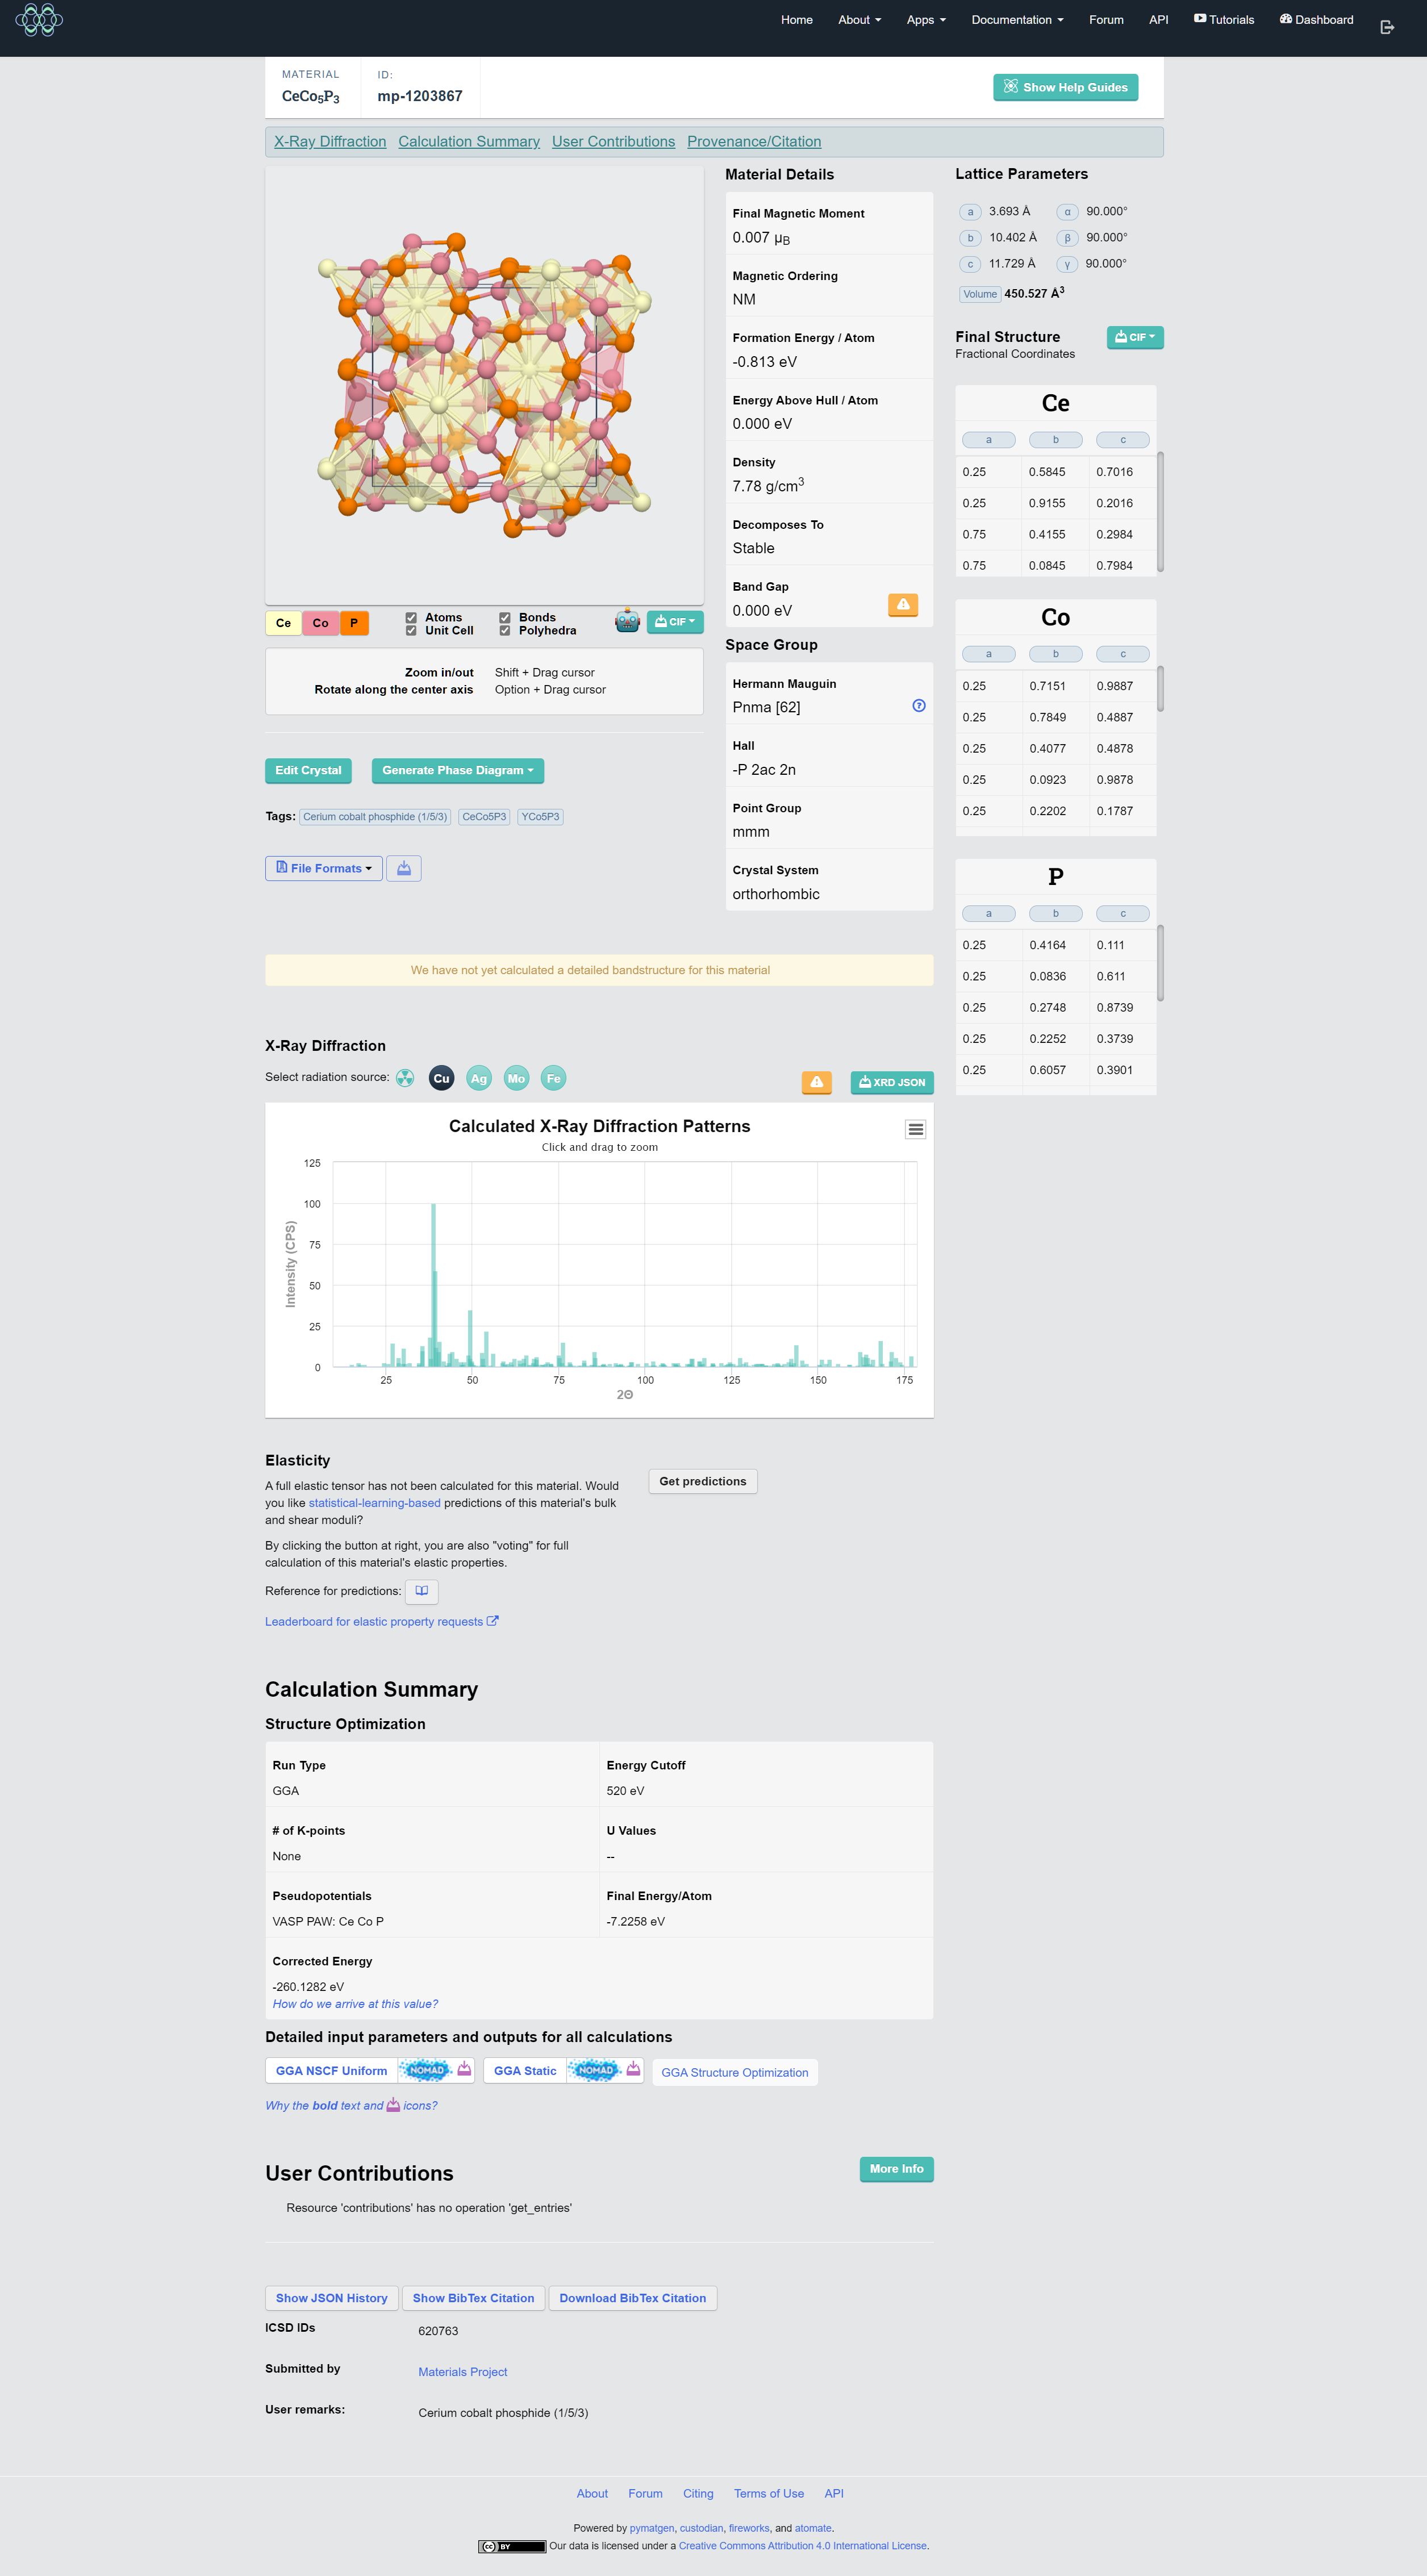 Home About Apps Documentation Forum API Tutorials Dashboard
MATERIAL
CeCo5P3
ID:
mp-1203867
Show Help Guides
X-Ray Diffraction Calculation Summary User Contributions Provenance/Citation
Ce Co P
Atoms Bonds
Unit Cell Polyhedra
CIF
Zoom in/out Shift + Drag cursor
Rotate along the center axis Option + Drag cursor
Edit Crystal Generate Phase Diagram
Tags: Cerium cobalt phosphide (1/5/3) CeCo5P3 YCo5P3
File Formats
Material Details
Final Magnetic Moment
0.007 μB
Magnetic Ordering
NM
Formation Energy / Atom
-0.813 eV
Energy Above Hull / Atom
0.000 eV
Density
7.78 g/cm3
Decomposes To
Stable
Band Gap
0.000 eV
Space Group
Hermann Mauguin
Pnma [62]
Hall
-P 2ac 2n
Point Group
mmm
Crystal System
orthorhombic
Lattice Parameters
a 3.693 Å α 90.000°
b 10.402 Å β 90.000°
c 11.729 Å γ 90.000°
Volume 450.527 Å3
Final Structure
Fractional Coordinates
CIF
Ce
a b c
0.25 0.5845 0.7016
0.25 0.9155 0.2016
0.75 0.4155 0.2984
0.75 0.0845 0.7984
Co
a b c
0.25 0.7151 0.9887
0.25 0.7849 0.4887
0.25 0.4077 0.4878
0.25 0.0923 0.9878
0.25 0.2202 0.1787
P
a b c
0.25 0.4164 0.111
0.25 0.0836 0.611
0.25 0.2748 0.8739
0.25 0.2252 0.3739
0.25 0.6057 0.3901
We have not yet calculated a detailed bandstructure for this material
X-Ray Diffraction
Select radiation source: Cu Ag Mo Fe
XRD JSON
Calculated X-Ray Diffraction Patterns
Click and drag to zoom
Intensity (CPS)
125
100
75
50
25
0
25 50 75 100 125 150 175
2Θ
Elasticity
A full elastic tensor has not been calculated for this material. Would
you like statistical-learning-based predictions of this material's bulk
and shear moduli?
Get predictions
By clicking the button at right, you are also "voting" for full
calculation of this material's elastic properties.
Reference for predictions:
Leaderboard for elastic property requests
Calculation Summary
Structure Optimization
Run Type
GGA
Energy Cutoff
520 eV
# of K-points
None
U Values
--
Pseudopotentials
VASP PAW: Ce Co P
Final Energy/Atom
-7.2258 eV
Corrected Energy
-260.1282 eV
How do we arrive at this value?
Detailed input parameters and outputs for all calculations
GGA NSCF Uniform NOMAD GGA Static NOMAD GGA Structure Optimization
Why the bold text and icons?
User Contributions
More Info
Resource 'contributions' has no operation 'get_entries'
Show JSON History Show BibTex Citation Download BibTex Citation
ICSD IDs 620763
Submitted by Materials Project
User remarks: Cerium cobalt phosphide (1/5/3)
About Forum Citing Terms of Use API
Powered by pymatgen, custodian, fireworks, and atomate.
CC BY Our data is licensed under a Creative Commons Attribution 4.0 International License.